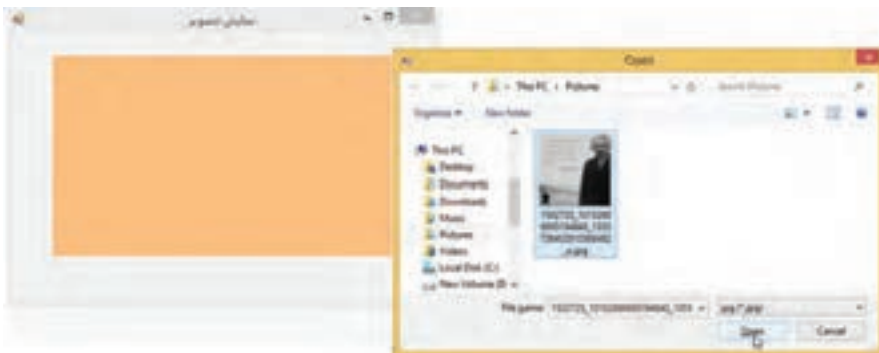 نمایش تصویر
Open
This PC › Pictures
Search Pictures
Organize
New folder
This PC
Desktop
Documents
Downloads
Music
Pictures
Videos
Local Disk (C:)
New Volume (D
File name:
Open
Cancel